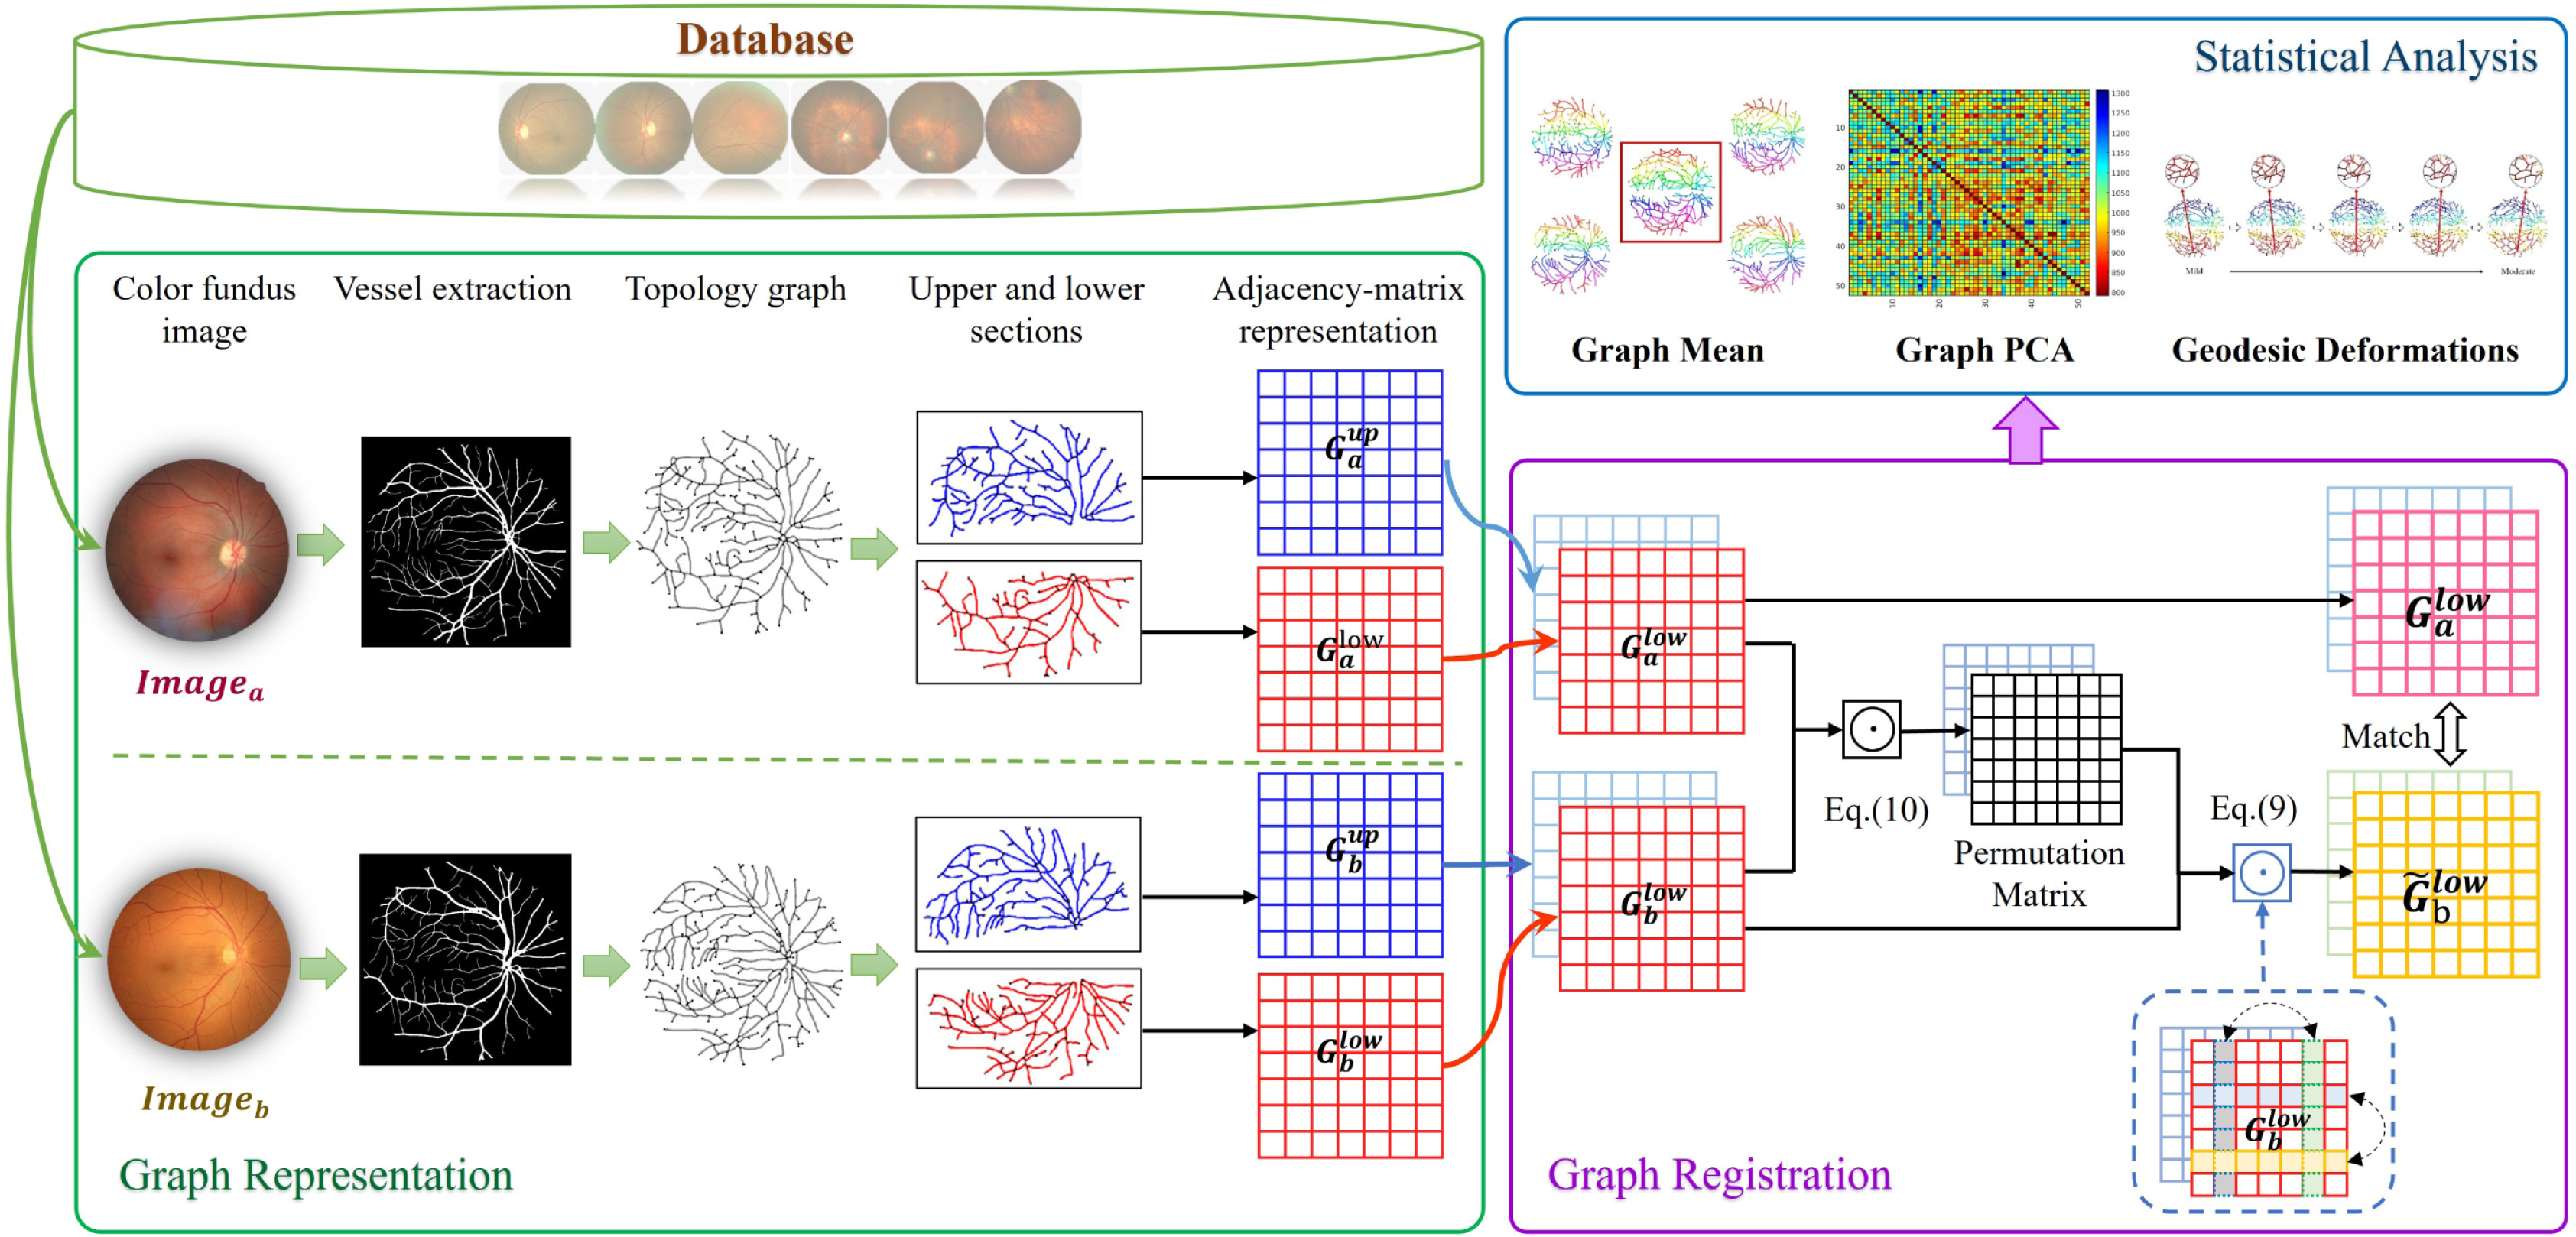 Database
Color fundus
image
Vessel extraction
Topology graph
Upper and lower
sections
Adjacency-matrix
representation
G_a^up
G_a^low
Image_a
G_b^up
G_b^low
Image_b
Graph Representation
Statistical Analysis
10
20
30
40
50
10
20
30
40
50
1300
1250
1200
1150
1100
1050
1000
950
900
850
800
Mild
Moderate
Graph Mean
Graph PCA
Geodesic Deformations
G_a^low
G_b^low
Eq.(10)
Permutation
Matrix
Eq.(9)
G_a^low
Match
G̃_b^low
G_b^low
Graph Registration